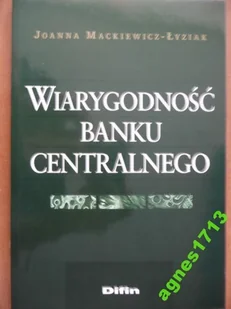 Joanna Mackiewicz-Łyziak
WIARYGODNOŚĆ
BANKU
CENTRALNEGO
Difin
agnes1713